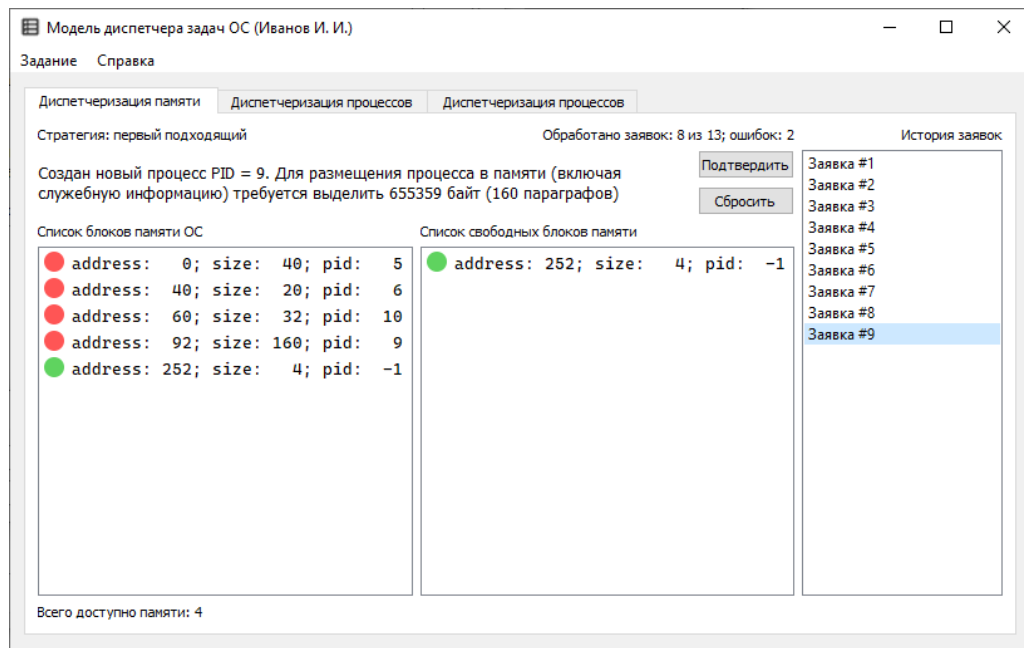 Модель диспетчера задач ОС (Иванов И. И.)
Задание Справка
Диспетчеризация памяти Диспетчеризация процессов Диспетчеризация процессов
Стратегия: первый подходящий Обработано заявок: 8 из 13; ошибок: 2 История заявок
Создан новый процесс PID = 9. Для размещения процесса в памяти (включая
служебную информацию) требуется выделить 655359 байт (160 параграфов)
Подтвердить
Сбросить
Список блоков памяти ОС
address: 0; size: 40; pid: 5
address: 40; size: 20; pid: 6
address: 60; size: 32; pid: 10
address: 92; size: 160; pid: 9
address: 252; size: 4; pid: -1
Список свободных блоков памяти
address: 252; size: 4; pid: -1
Заявка #1
Заявка #2
Заявка #3
Заявка #4
Заявка #5
Заявка #6
Заявка #7
Заявка #8
Заявка #9
Всего доступно памяти: 4